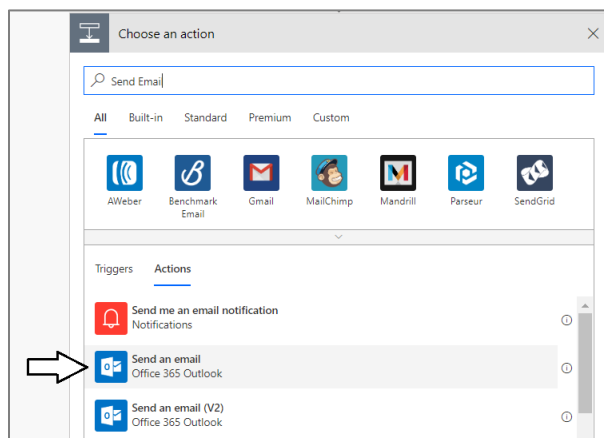 Choose an action
Send Emai
All Built-in Standard Premium Custom
AWeber Benchmark Email Gmail MailChimp Mandrill Parseur SendGrid
Triggers Actions
Send me an email notification
Notifications
Send an email
Office 365 Outlook
Send an email (V2)
Office 365 Outlook